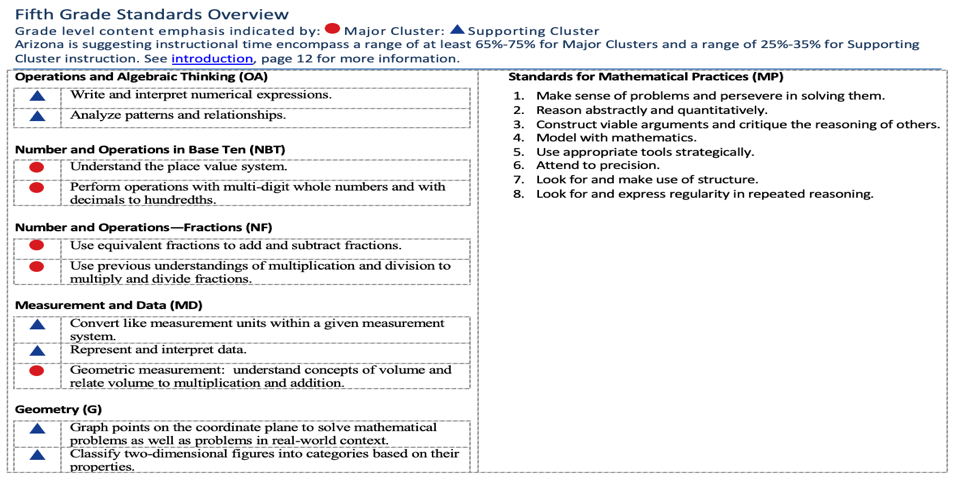 Fifth Grade Standards Overview
Grade level content emphasis indicated by: Major Cluster: Supporting Cluster
Arizona is suggesting instructional time encompass a range of at least 65%-75% for Major Clusters and a range of 25%-35% for Supporting
Cluster instruction. See introduction, page 12 for more information.
Operations and Algebraic Thinking (OA)
Write and interpret numerical expressions.
Analyze patterns and relationships.
Number and Operations in Base Ten (NBT)
Understand the place value system.
Perform operations with multi-digit whole numbers and with
decimals to hundredths.
Number and Operations—Fractions (NF)
Use equivalent fractions to add and subtract fractions.
Use previous understandings of multiplication and division to
multiply and divide fractions.
Measurement and Data (MD)
Convert like measurement units within a given measurement
system.
Represent and interpret data.
Geometric measurement: understand concepts of volume and
relate volume to multiplication and addition.
Geometry (G)
Graph points on the coordinate plane to solve mathematical
problems as well as problems in real-world context.
Classify two-dimensional figures into categories based on their
properties.
Standards for Mathematical Practices (MP)
1. Make sense of problems and persevere in solving them.
2. Reason abstractly and quantitatively.
3. Construct viable arguments and critique the reasoning of others.
4. Model with mathematics.
5. Use appropriate tools strategically.
6. Attend to precision.
7. Look for and make use of structure.
8. Look for and express regularity in repeated reasoning.